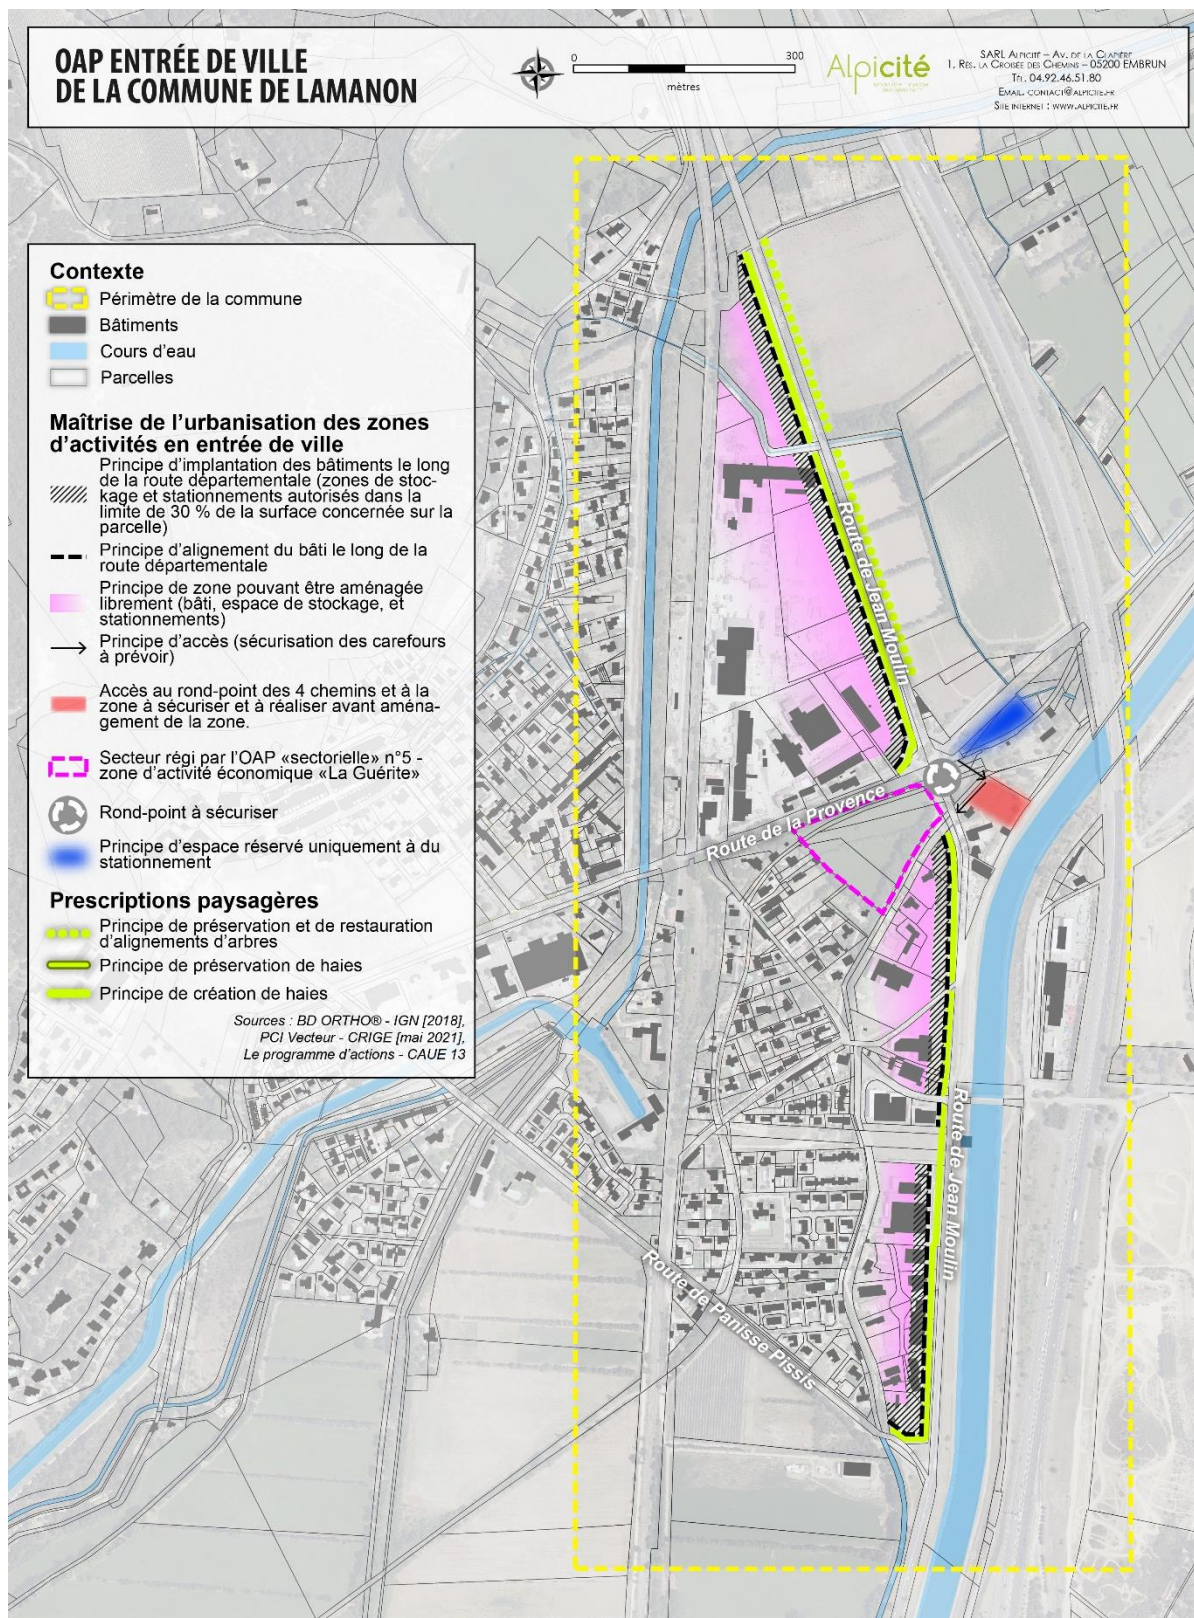 OAP ENTRÉE DE VILLE
DE LA COMMUNE DE LAMANON
0
300
mètres
Alpicité
SARL Alpicité – Av. de la Clapière
1, Rés. la Croisée des Chemins – 05200 EMBRUN
Tel. 04.92.46.51.80
Email. contact@alpicite.fr
Site internet : www.alpicite.fr
Contexte
Périmètre de la commune
Bâtiments
Cours d'eau
Parcelles
Maîtrise de l'urbanisation des zones
d'activités en entrée de ville
Principe d'implantation des bâtiments le long
de la route départementale (zones de stoc-
kage et stationnements autorisés dans la
limite de 30 % de la surface concernée sur la
parcelle)
Principe d'alignement du bâti le long de la
route départementale
Principe de zone pouvant être aménagée
librement (bâti, espace de stockage, et
stationnements)
Principe d'accès (sécurisation des carefours
à prévoir)
Accès au rond-point des 4 chemins et à la
zone à sécuriser et à réaliser avant aména-
gement de la zone.
Secteur régi par l'OAP «sectorielle» n°5 -
zone d'activité économique «La Guérite»
Rond-point à sécuriser
Principe d'espace réservé uniquement à du
stationnement
Prescriptions paysagères
Principe de préservation et de restauration
d'alignements d'arbres
Principe de préservation de haies
Principe de création de haies
Sources : BD ORTHO® - IGN [2018],
PCI Vecteur - CRIGE [mai 2021],
Le programme d'actions - CAUE 13
Route de Jean Moulin
Route de la Provence
Route de Jean Moulin
Route de Panisse Pissis